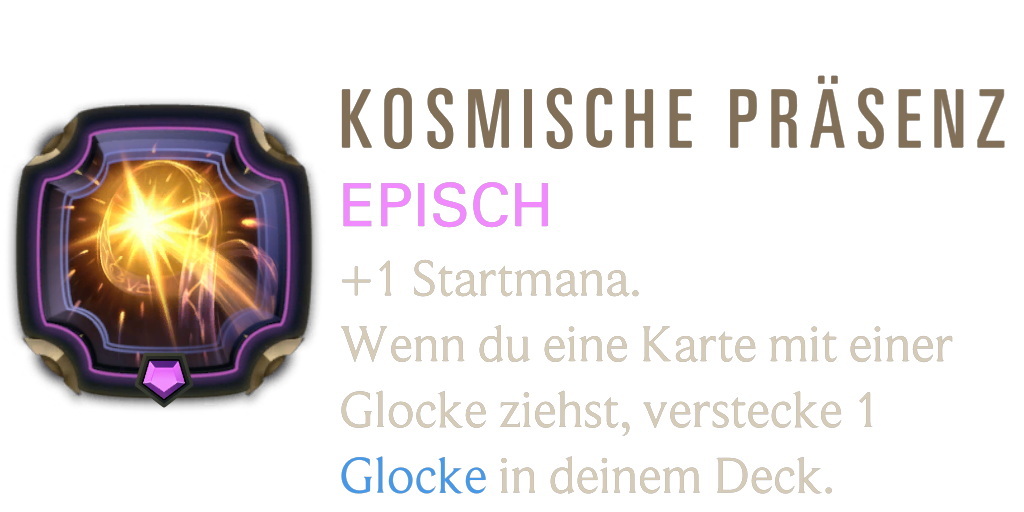 KOSMISCHE PRÄSENZ
EPISCH
+1 Startmana.
Wenn du eine Karte mit einer
Glocke ziehst, verstecke 1
Glocke in deinem Deck.